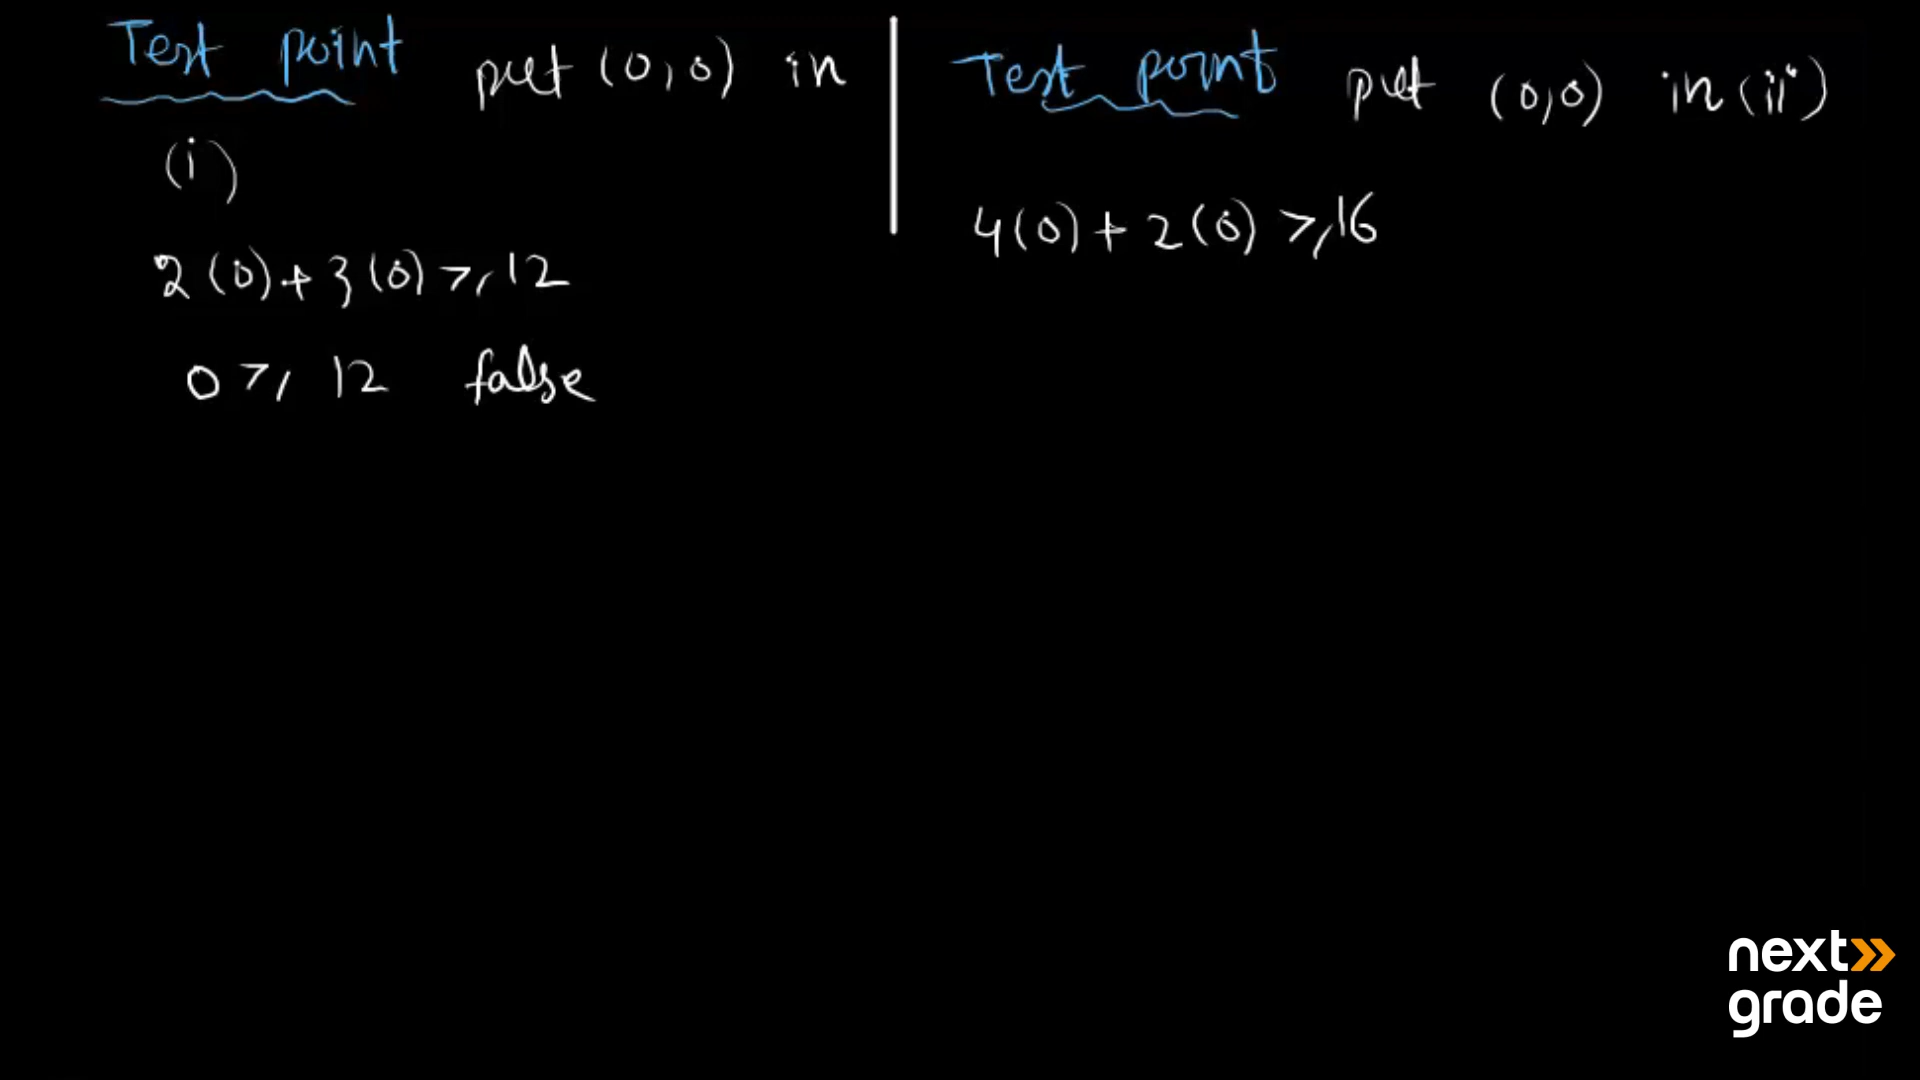 Test point put (0,0) in
(i)
2(0)+3(0) ≥ 12
0 ≥ 12 false
Test point put (0,0) in (ii)
4(0)+2(0) ≥ 16
next
grade